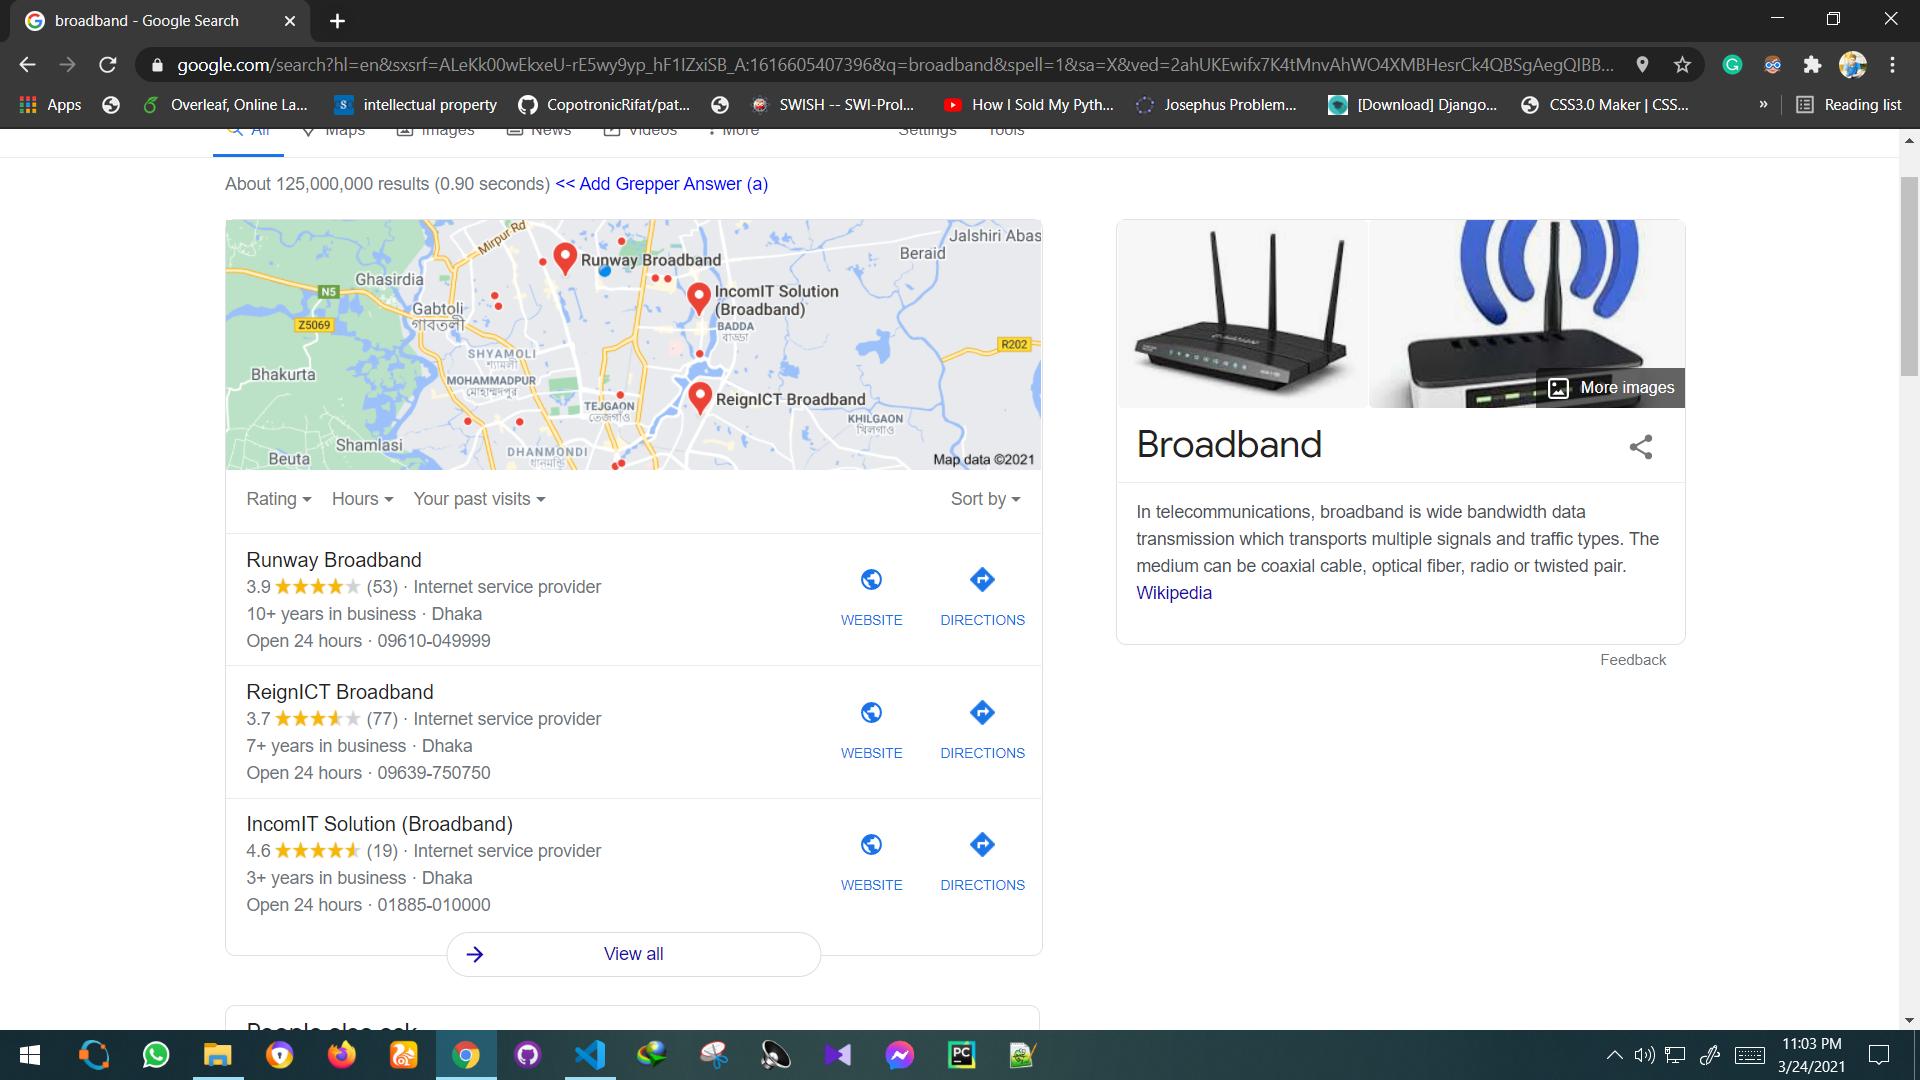 broadband - Google Search
google.com/search?hl=en&sxsrf=ALeKk00wEkxeU-rE5wy9yp_hF1IZxiSB_A:1616605407396&q=broadband&spell=1&sa=X&ved=2ahUKEwifx7K4tMnvAhWO4XMBHesrCk4QBSgAegQIBB...
Apps
Overleaf, Online La...
intellectual property
CopotronicRifat/pat...
SWISH -- SWI-Prol...
How I Sold My Pyth...
Josephus Problem...
[Download] Django...
CSS3.0 Maker | CSS...
»
Reading list
All
Maps
Images
News
Videos
More
Settings
Tools
About 125,000,000 results (0.90 seconds) << Add Grepper Answer (a)
Mirpur Rd
Jalshiri Abas
Beraid
Runway Broadband
Ghasirdia
N5
IncomIT Solution
(Broadband)
Gabtoli
গাবতলী
Z5069
BADDA
বাড্ডা
R202
SHYAMOLI
শ্যামলী
Bhakurta
MOHAMMADPUR
মোহাম্মদপুর
ReignICT Broadband
TEJGAON
তেজগাঁও
KHILGAON
খিলগাঁও
Shamlasi
DHANMONDI
ধানমন্ডি
Beuta
Map data ©2021
Rating
Hours
Your past visits
Sort by
Runway Broadband
3.9 (53) · Internet service provider
10+ years in business · Dhaka
Open 24 hours · 09610-049999
WEBSITE
DIRECTIONS
ReignICT Broadband
3.7 (77) · Internet service provider
7+ years in business · Dhaka
Open 24 hours · 09639-750750
WEBSITE
DIRECTIONS
IncomIT Solution (Broadband)
4.6 (19) · Internet service provider
3+ years in business · Dhaka
Open 24 hours · 01885-010000
WEBSITE
DIRECTIONS
View all
People also ask
More images
Broadband
In telecommunications, broadband is wide bandwidth data
transmission which transports multiple signals and traffic types. The
medium can be coaxial cable, optical fiber, radio or twisted pair.
Wikipedia
Feedback
PC
11:03 PM
3/24/2021